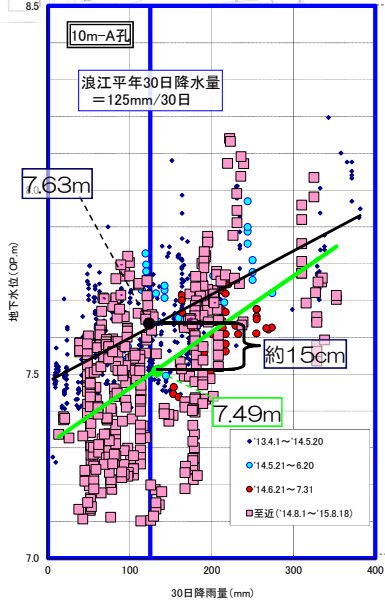 8.5
10m-A孔
浪江平年30日降水量
=125mm/30日
7.63m
8.0
地下水位(OP.m)
7.5
約15cm
7.49m
'13.4.1～'14.5.20
'14.5.21～6.20
'14.6.21～7.31
至近('14.8.1～'15.8.18)
7.0
0 100 200 300 400
30日降雨量(mm)